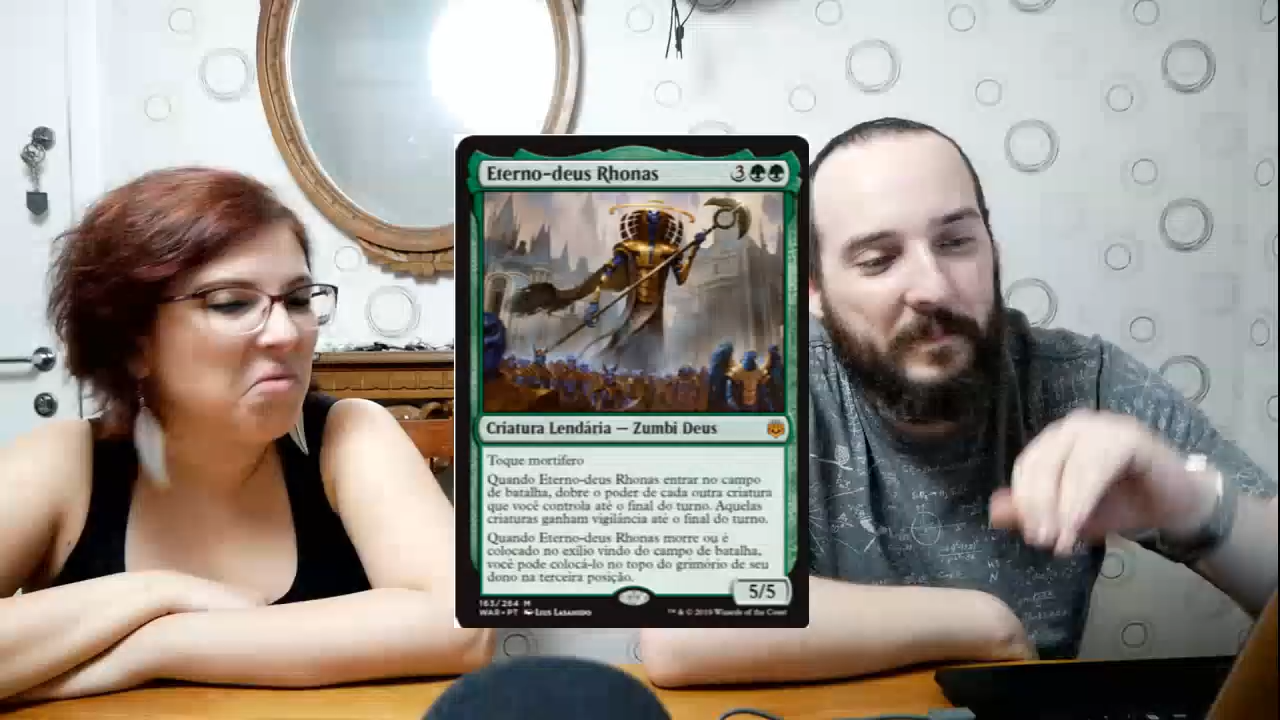 Eterno-deus Rhonas 3
Criatura Lendária — Zumbi Deus
Toque mortífero
Quando Eterno-deus Rhonas entrar no campo
de batalha, dobre o poder de cada outra criatura
que você controla até o final do turno. Aquelas
criaturas ganham vigilância até o final do turno.
Quando Eterno-deus Rhonas morre ou é
colocado no exílio vindo do campo de batalha,
você pode colocá-lo no topo do grimório de seu
dono na terceira posição.
5/5
163/264 M
WAR • PT
™ & © 2019 Wizards of the Coast